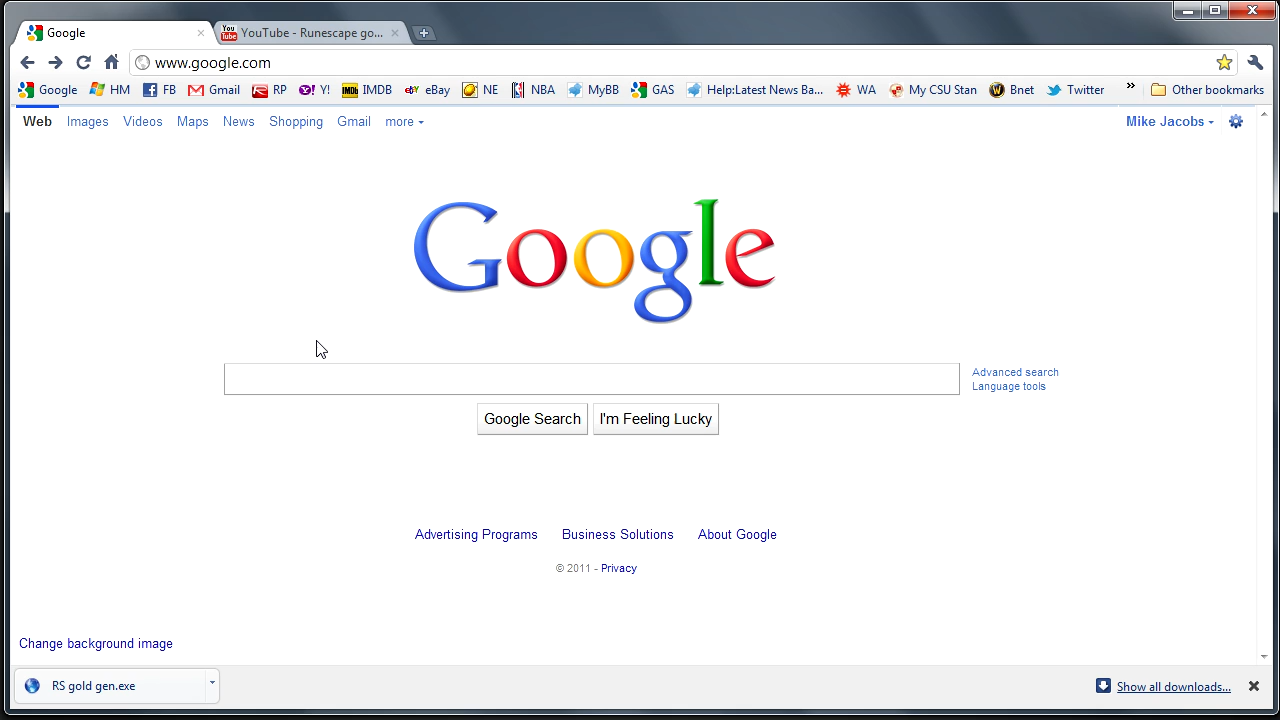 Google
YouTube - Runescape go...
www.google.com
Google HM FB Gmail RP Y! IMDB eBay NE NBA MyBB GAS Help:Latest News Ba... WA My CSU Stan Bnet Twitter » Other bookmarks
Web Images Videos Maps News Shopping Gmail more
Mike Jacobs
Google
Advanced search
Language tools
Google Search I'm Feeling Lucky
Advertising Programs Business Solutions About Google
© 2011 - Privacy
Change background image
RS gold gen.exe
Show all downloads...